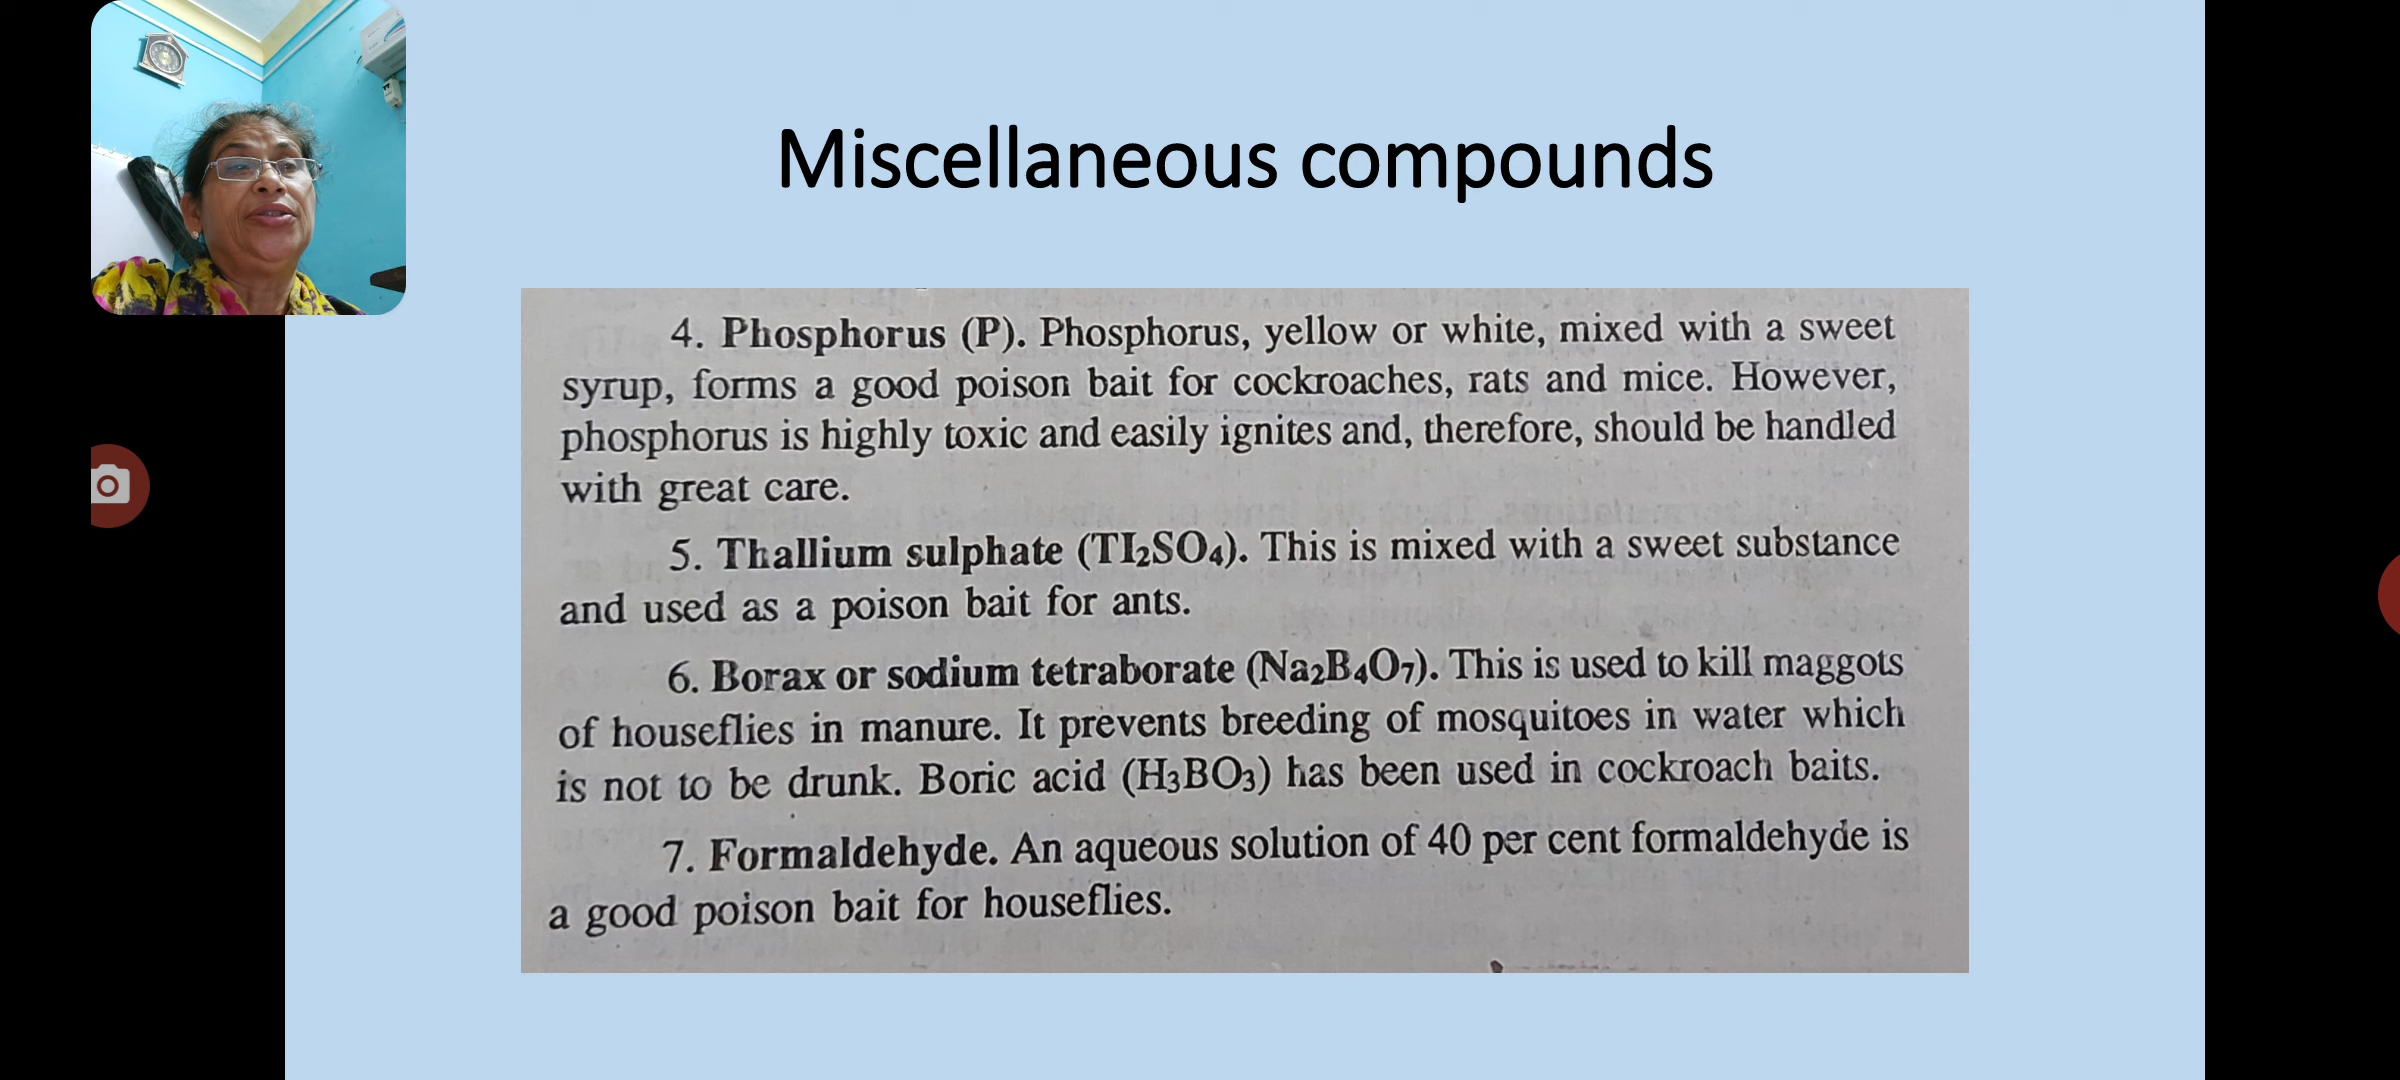 Miscellaneous compounds
4. Phosphorus (P). Phosphorus, yellow or white, mixed with a sweet
syrup, forms a good poison bait for cockroaches, rats and mice. However,
phosphorus is highly toxic and easily ignites and, therefore, should be handled
with great care.
5. Thallium sulphate (TI₂SO₄). This is mixed with a sweet substance
and used as a poison bait for ants.
6. Borax or sodium tetraborate (Na₂B₄O₇). This is used to kill maggots
of houseflies in manure. It prevents breeding of mosquitoes in water which
is not to be drunk. Boric acid (H₃BO₃) has been used in cockroach baits.
7. Formaldehyde. An aqueous solution of 40 per cent formaldehyde is
a good poison bait for houseflies.